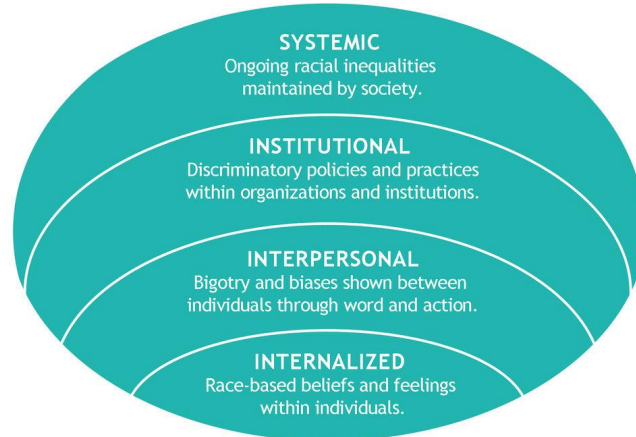 SYSTEMIC
Ongoing racial inequalities
maintained by society.
INSTITUTIONAL
Discriminatory policies and practices
within organizations and institutions.
INTERPERSONAL
Bigotry and biases shown between
individuals through word and action.
INTERNALIZED
Race-based beliefs and feelings
within individuals.